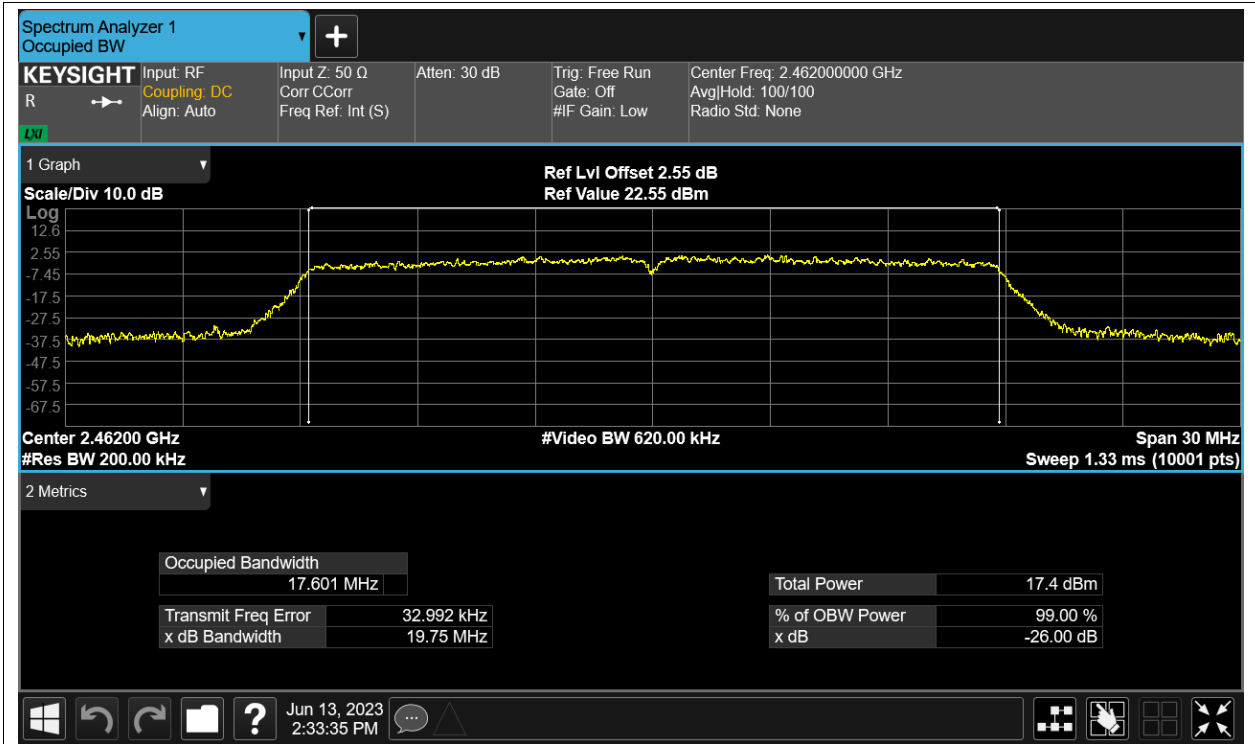 Spectrum Analyzer 1
Occupied BW
KEYSIGHT Input: RF Input Z: 50 Ω Atten: 30 dB Trig: Free Run Center Freq: 2.462000000 GHz
R Coupling: DC Corr CCorr Gate: Off Avg|Hold: 100/100
Align: Auto Freq Ref: Int (S) #IF Gain: Low Radio Std: None
LXI
1 Graph
Ref Lvl Offset 2.55 dB
Scale/Div 10.0 dB Ref Value 22.55 dBm
Log
12.6
2.55
-7.45
-17.5
-27.5
-37.5
-47.5
-57.5
-67.5
Center 2.46200 GHz #Video BW 620.00 kHz Span 30 MHz
#Res BW 200.00 kHz Sweep 1.33 ms (10001 pts)
2 Metrics
Occupied Bandwidth
17.601 MHz Total Power 17.4 dBm
Transmit Freq Error 32.992 kHz % of OBW Power 99.00 %
x dB Bandwidth 19.75 MHz x dB -26.00 dB
? Jun 13, 2023
2:33:35 PM